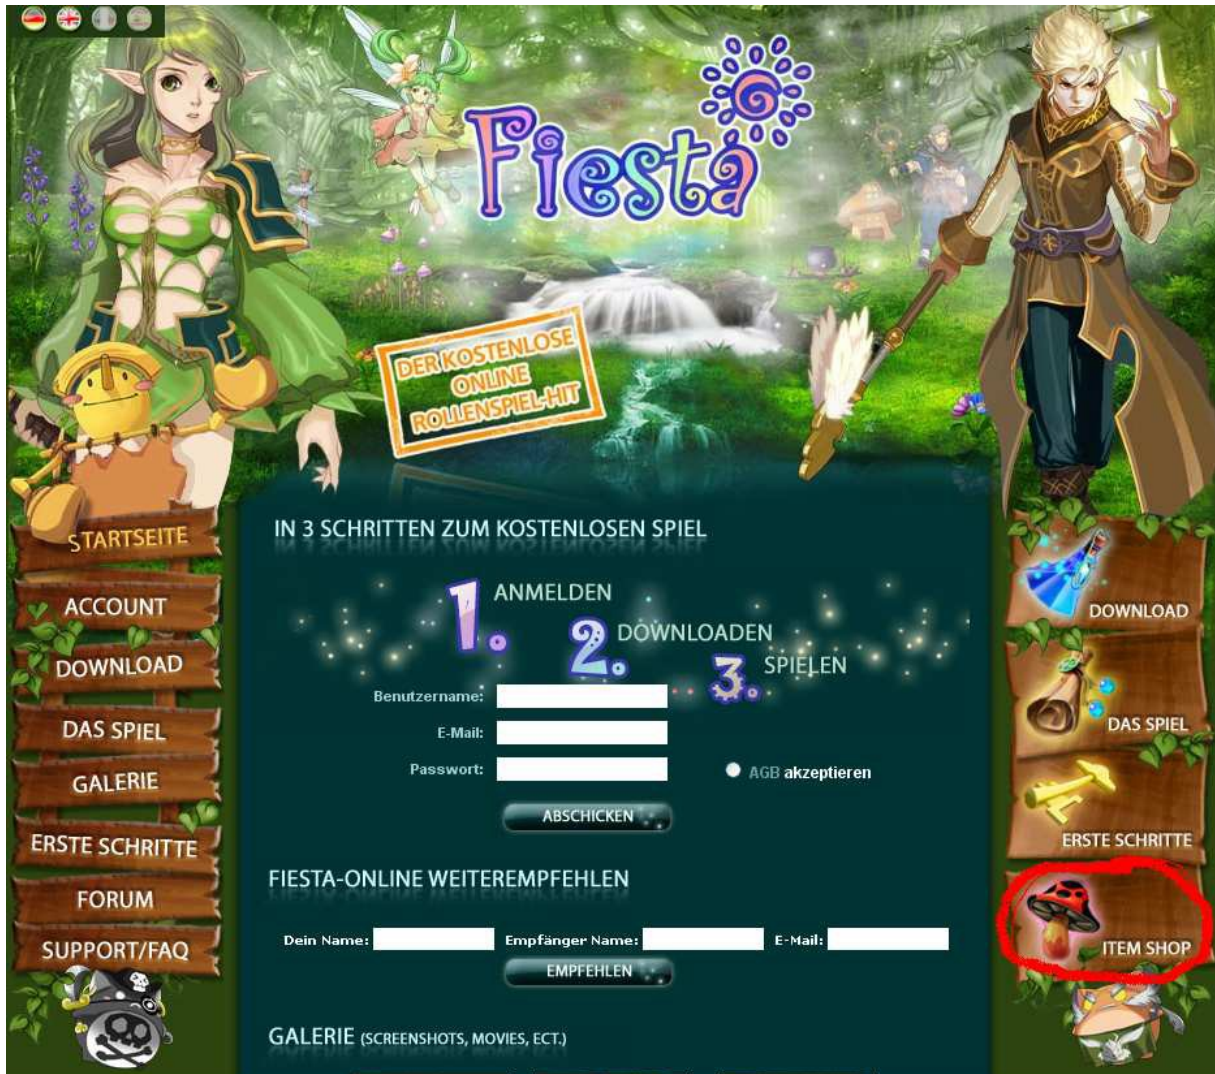 Fiesta
DER KOSTENLOSE
ONLINE
ROLLENSPIEL-HIT
STARTSEITE
ACCOUNT
DOWNLOAD
DAS SPIEL
GALERIE
ERSTE SCHRITTE
FORUM
SUPPORT/FAQ
IN 3 SCHRITTEN ZUM KOSTENLOSEN SPIEL
1. ANMELDEN
2. DOWNLOADEN
3. SPIELEN
Benutzername:
E-Mail:
Passwort:
AGB akzeptieren
ABSCHICKEN
FIESTA-ONLINE WEITEREMPFEHLEN
Dein Name: Empfänger Name: E-Mail:
EMPFEHLEN
GALERIE (SCREENSHOTS, MOVIES, ECT.)
DOWNLOAD
DAS SPIEL
ERSTE SCHRITTE
ITEM SHOP